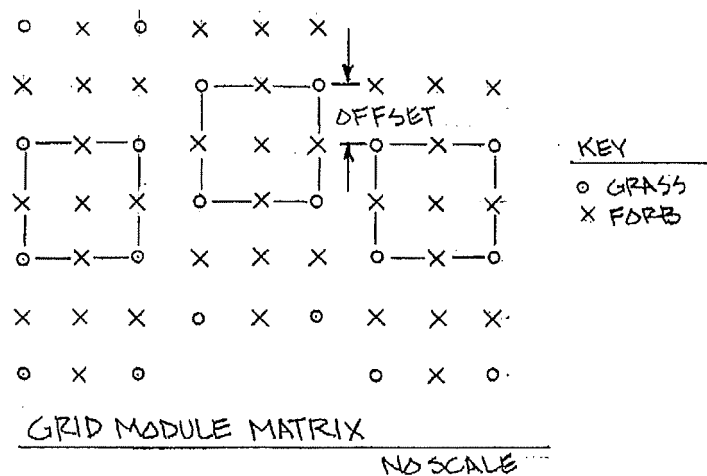 OFFSET
KEY
GRASS
FORB
GRID MODULE MATRIX
NO SCALE